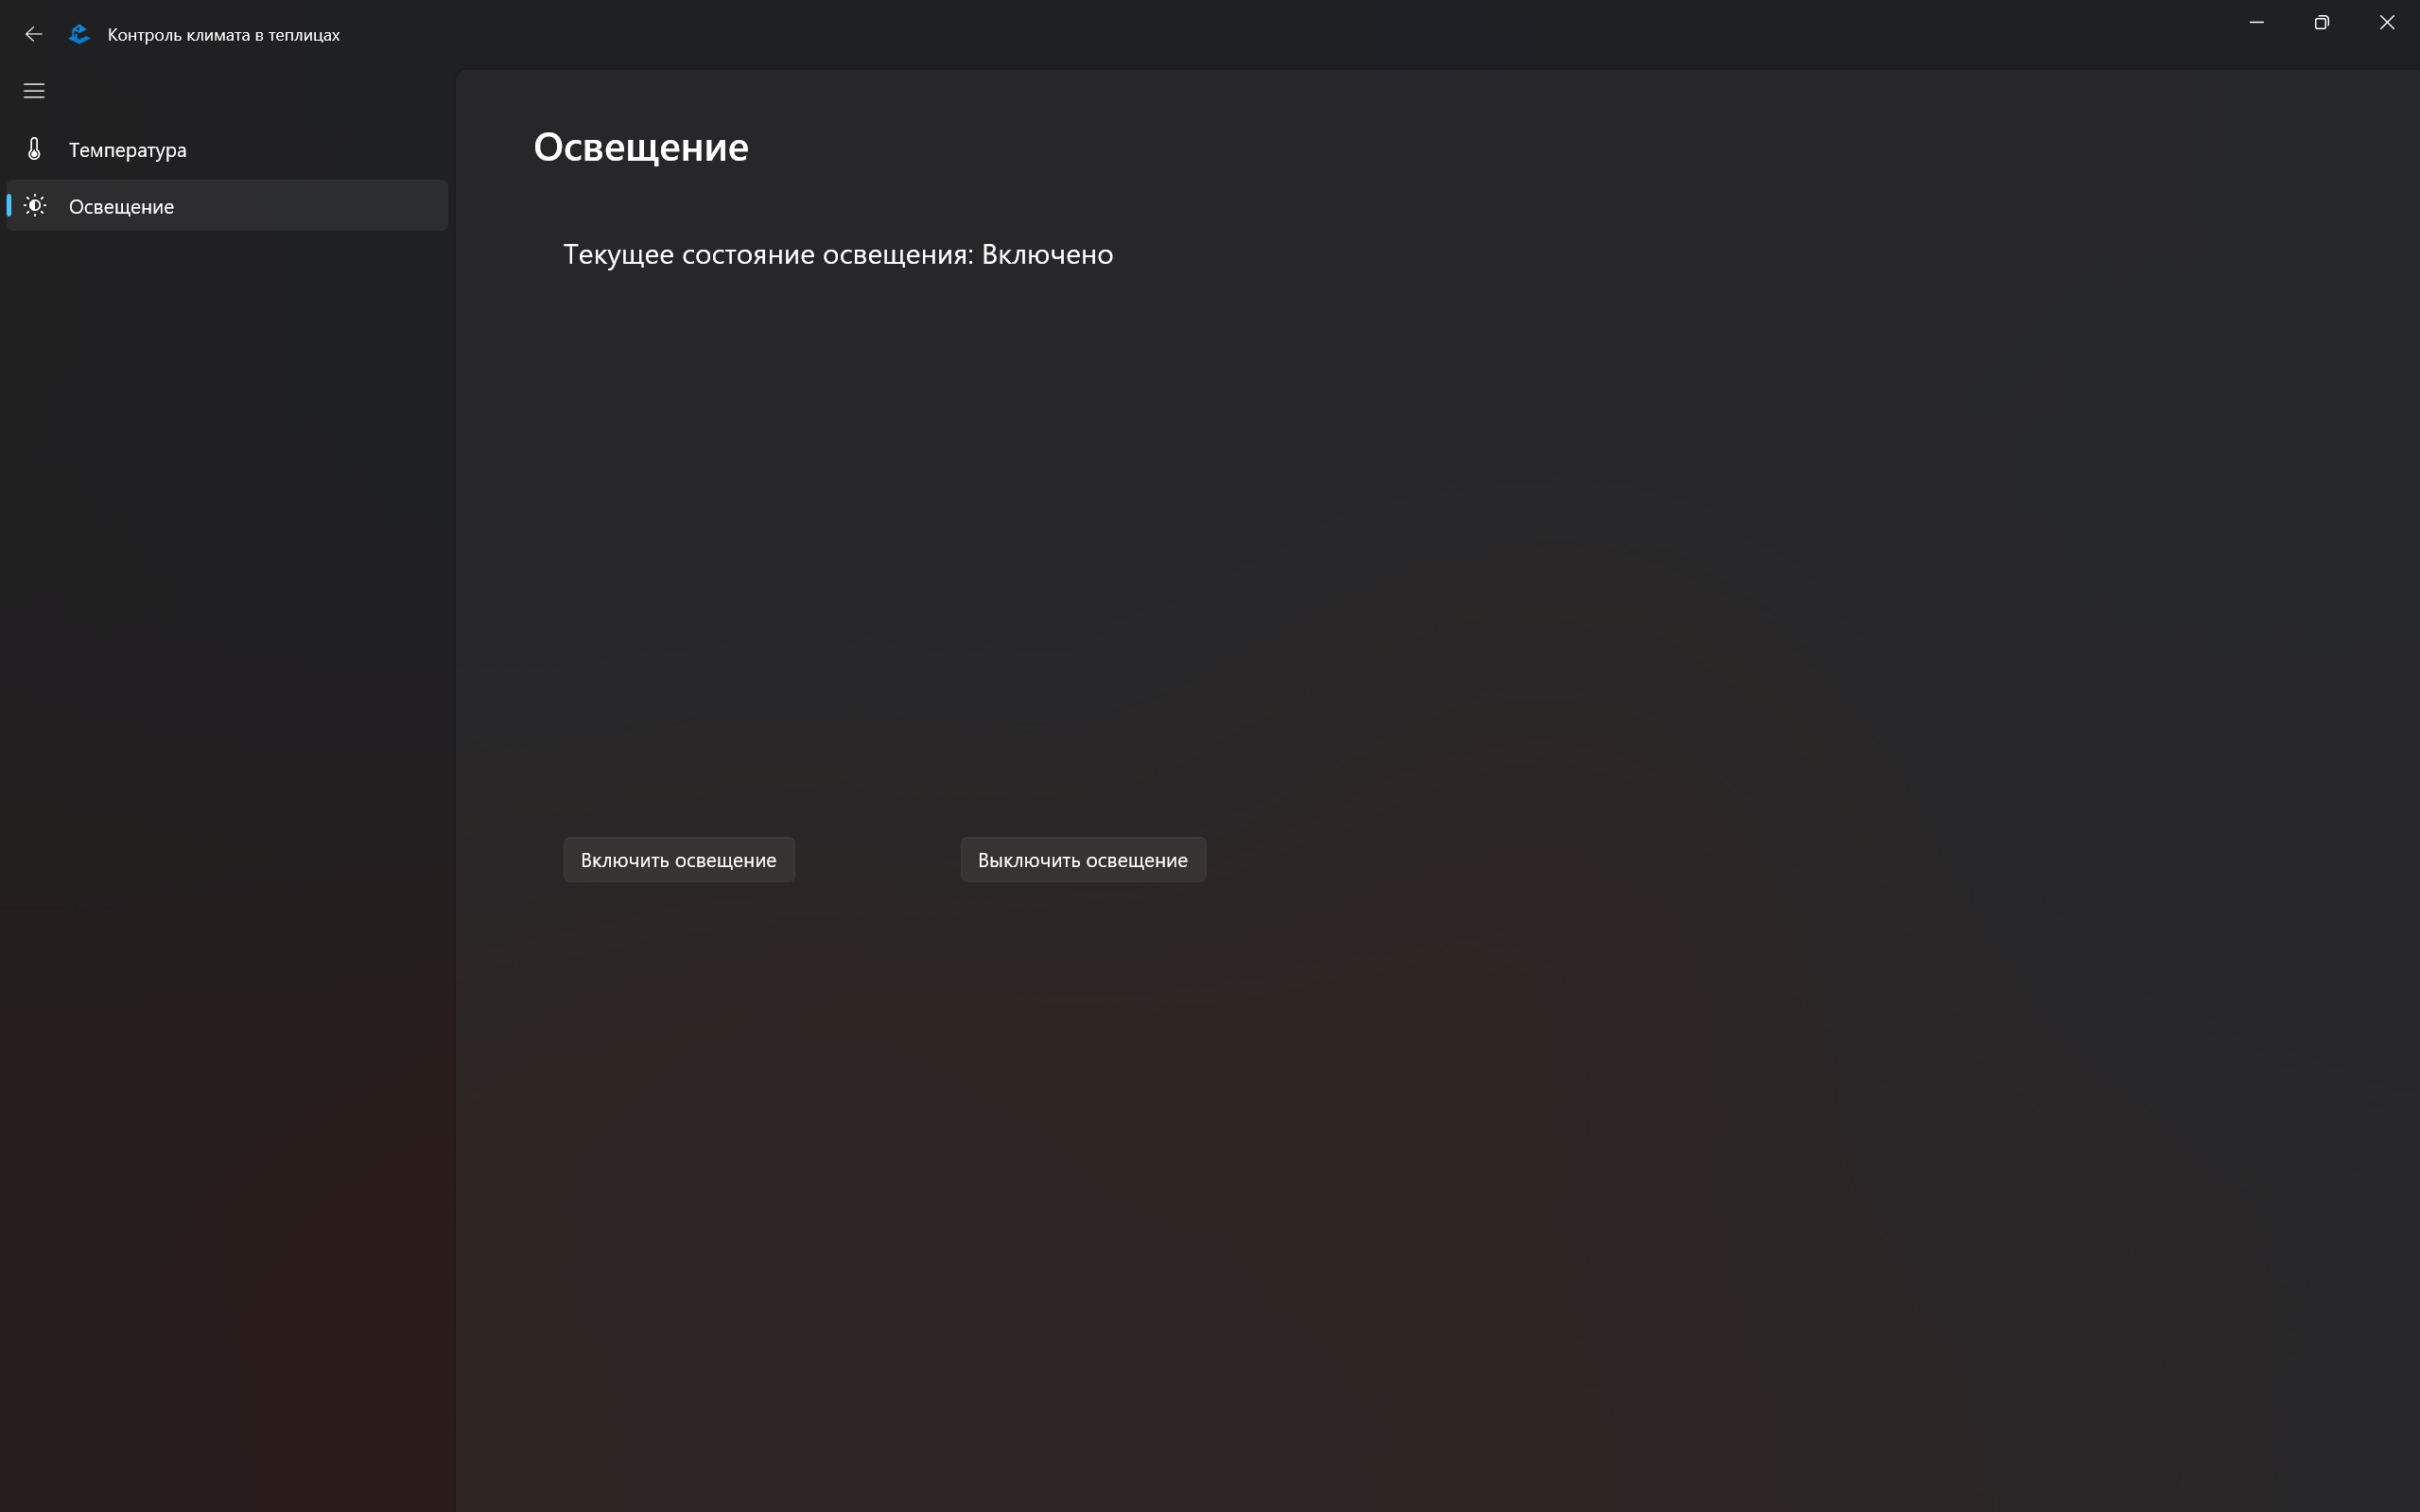 Контроль климата в теплицах
Температура
Освещение
Освещение
Текущее состояние освещения: Включено
Включить освещение
Выключить освещение